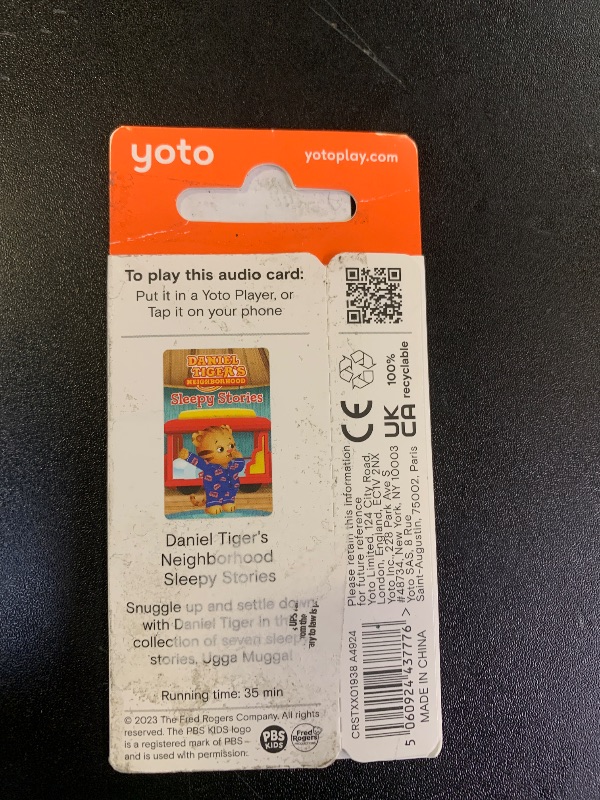 yoto
yotoplay.com
To play this audio card:
Put it in a Yoto Player, or
Tap it on your phone
DANIEL
TIGER'S
NEIGHBORHOOD
Sleepy Stories
Daniel Tiger's
Neighborhood
Sleepy Stories
Snuggle up and settle down
with Daniel Tiger in the
collection of seven sleepy
stories. Ugga Mugga!
Running time: 35 min
© 2023 The Fred Rogers Company. All rights
reserved. The PBS KIDS logo
is a registered mark of PBS
and is used with permission.
PBS
KIDS
Fred
Rogers
100%
recyclable
CE
UK
CA
Please retain this information
for future reference
Yoto Limited, 124 City Road,
London, England, EC1V 2NX
Yoto Inc., 228 Park Ave S
#48734, New York, NY 10003
Yoto SAS, 8 Rue
Saint-Augustin, 75002, Paris
CRSTXX01938 A4924
5 060924 437776 >
MADE IN CHINA